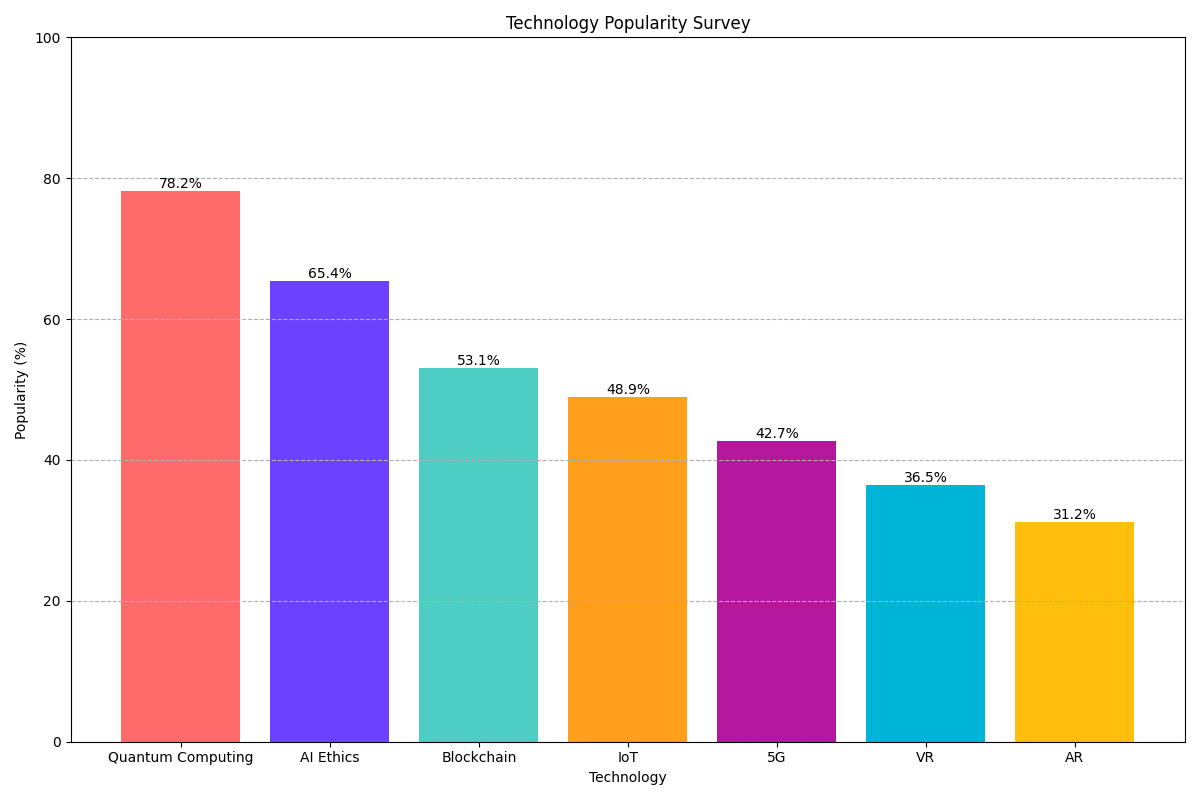 Technology Popularity Survey
100
80
60
40
20
0
Popularity (%)
78.2%
65.4%
53.1%
48.9%
42.7%
36.5%
31.2%
Quantum Computing
AI Ethics
Blockchain
IoT
5G
VR
AR
Technology